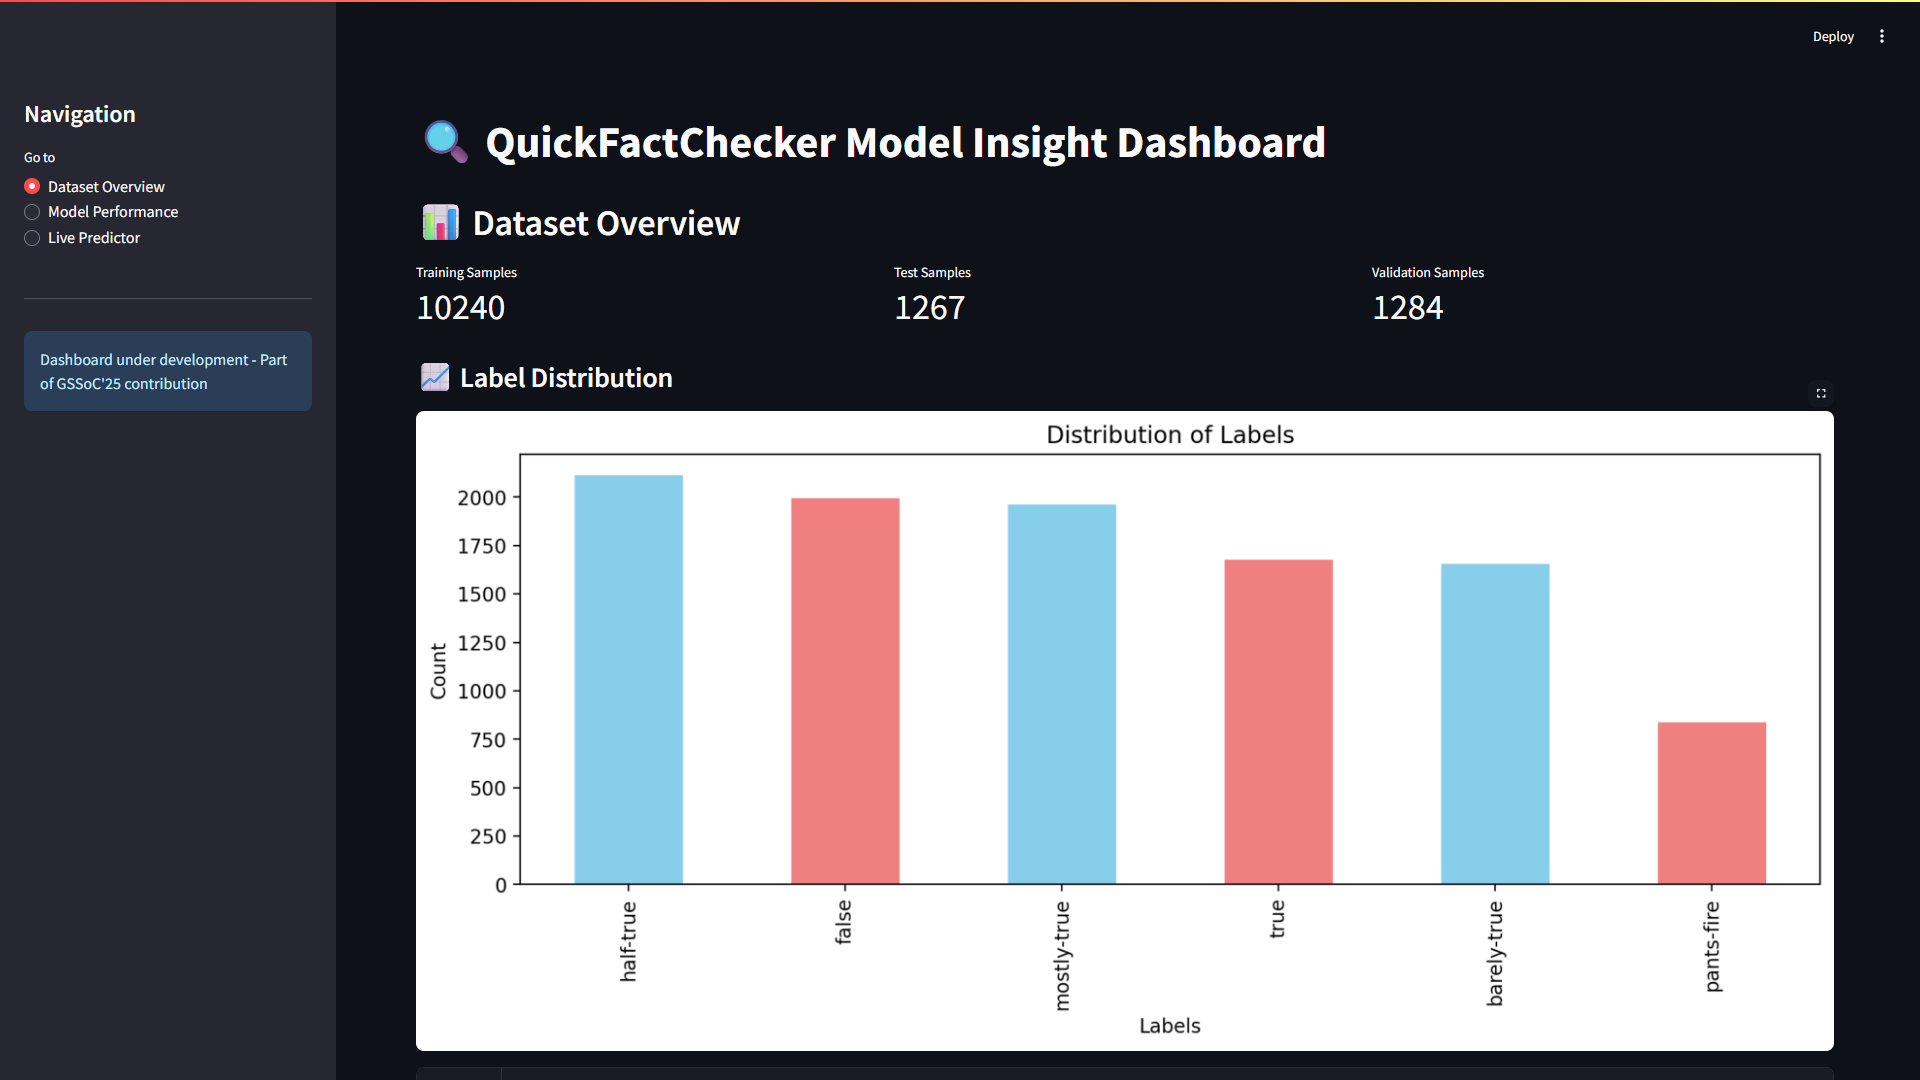 Deploy
Navigation
Go to
Dataset Overview
Model Performance
Live Predictor
Dashboard under development - Part
of GSSoC'25 contribution
QuickFactChecker Model Insight Dashboard
Dataset Overview
Training Samples
10240
Test Samples
1267
Validation Samples
1284
Label Distribution
Distribution of Labels
2000
1750
1500
1250
1000
750
500
250
0
Count
half-true
false
mostly-true
true
barely-true
pants-fire
Labels